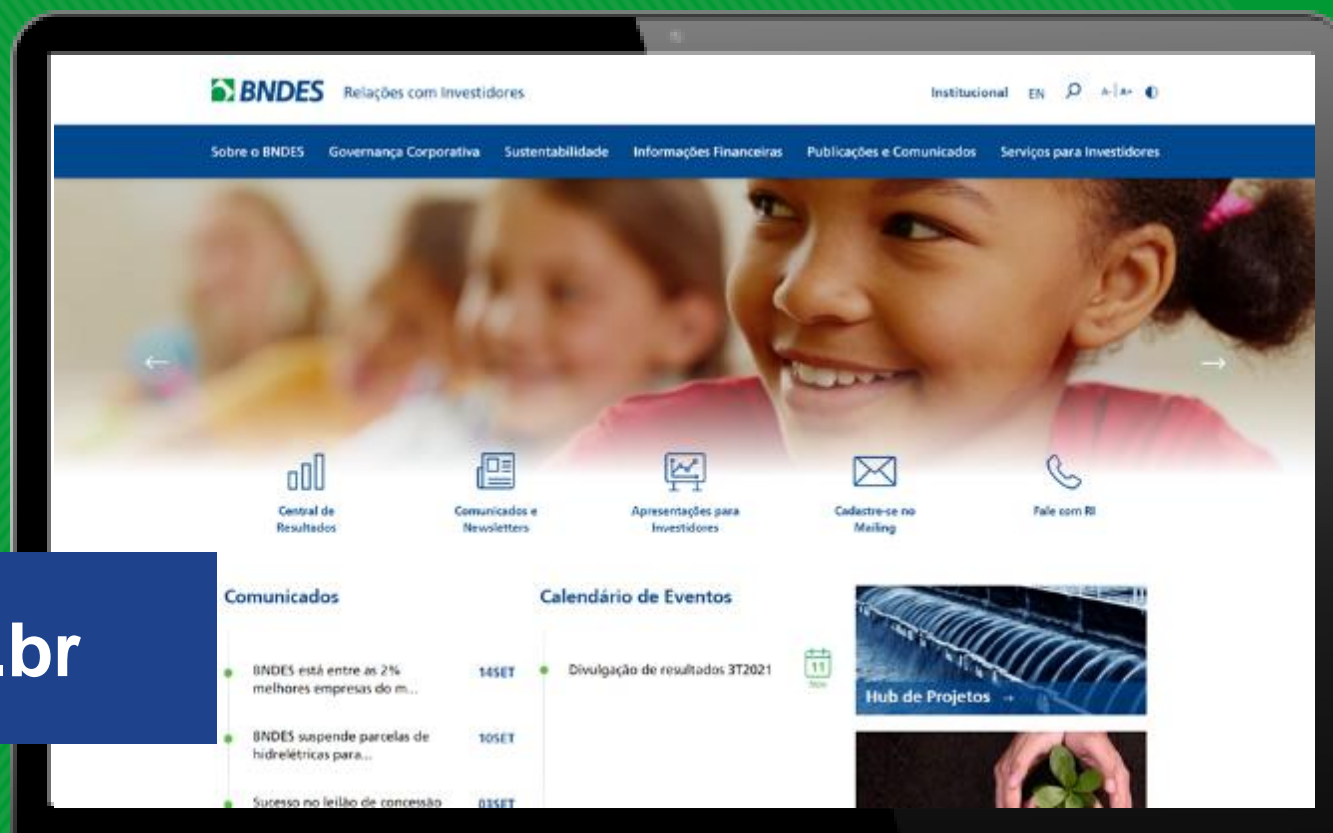 BNDES Relações com Investidores
Institucional EN A- A+
Sobre o BNDES Governança Corporativa Sustentabilidade Informações Financeiras Publicações e Comunicados Serviços para Investidores
Central de
Resultados
Comunicados e
Newsletters
Apresentações para
Investidores
Cadastre-se no
Mailing
Fale com RI
.br
Comunicados
BNDES está entre as 2%
melhores empresas do m...
14SET
BNDES suspende parcelas de
hidrelétricas para...
10SET
Sucesso no leilão de concessão
03SET
Calendário de Eventos
Divulgação de resultados 3T2021
11
Nov
Hub de Projetos →